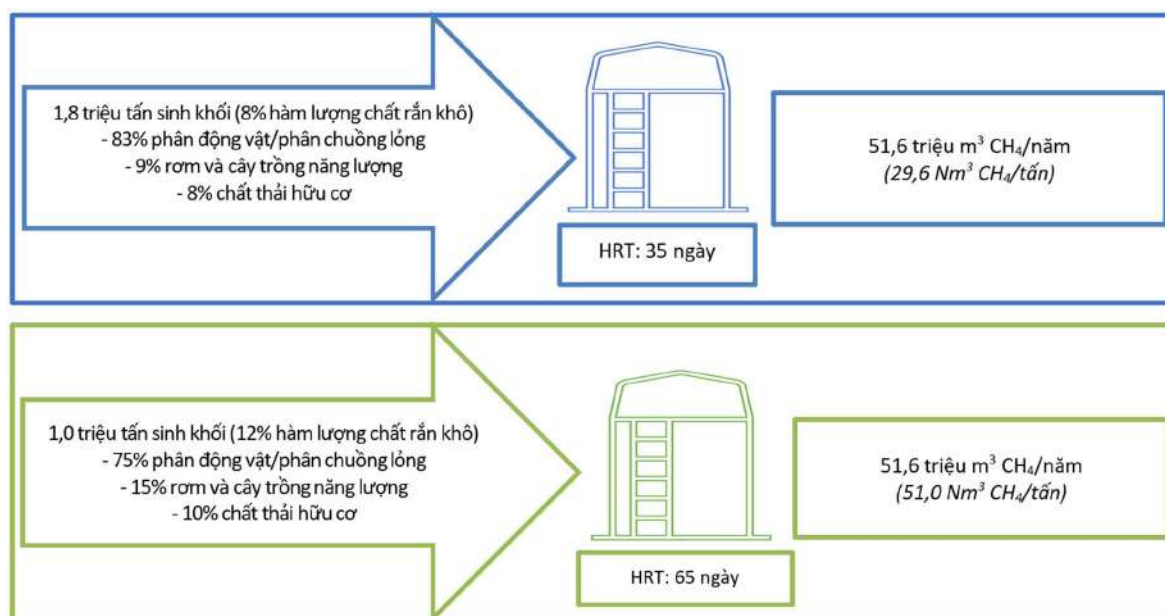 1,8 triệu tấn sinh khối (8% hàm lượng chất rắn khô)
- 83% phân động vật/phân chuồng lỏng
- 9% rơm và cây trồng năng lượng
- 8% chất thải hữu cơ
HRT: 35 ngày
51,6 triệu m³ CH₄/năm
(29,6 Nm³ CH₄/tấn)
1,0 triệu tấn sinh khối (12% hàm lượng chất rắn khô)
- 75% phân động vật/phân chuồng lỏng
- 15% rơm và cây trồng năng lượng
- 10% chất thải hữu cơ
HRT: 65 ngày
51,6 triệu m³ CH₄/năm
(51,0 Nm³ CH₄/tấn)